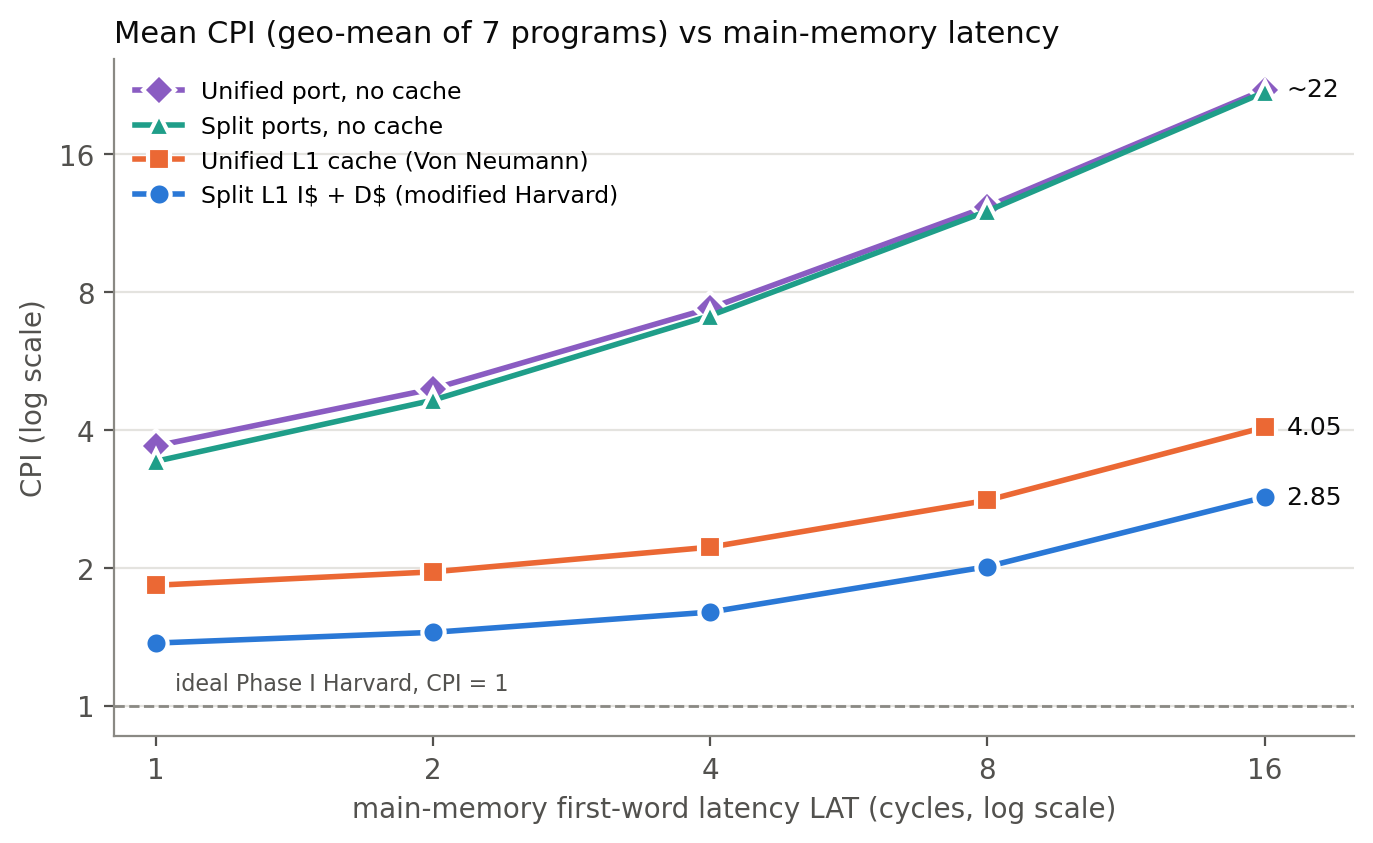 Mean CPI (geo-mean of 7 programs) vs main-memory latency
Unified port, no cache
Split ports, no cache
Unified L1 cache (Von Neumann)
Split L1 I$ + D$ (modified Harvard)
~22
4.05
2.85
16
8
4
2
1
CPI (log scale)
ideal Phase I Harvard, CPI = 1
1 2 4 8 16
main-memory first-word latency LAT (cycles, log scale)